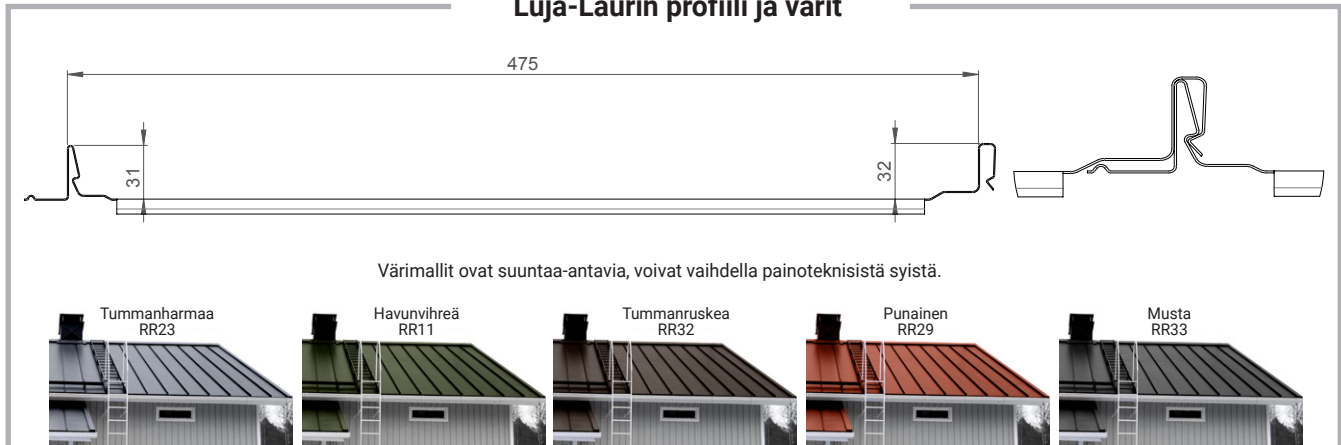 Luja-Laurin profiili ja värit
475
31
32
Värimallit ovat suuntaa-antavia, voivat vaihdella painoteknisistä syistä.
Tummanharmaa
RR23
Havunvihreä
RR11
Tummanruskea
RR32
Punainen
RR29
Musta
RR33